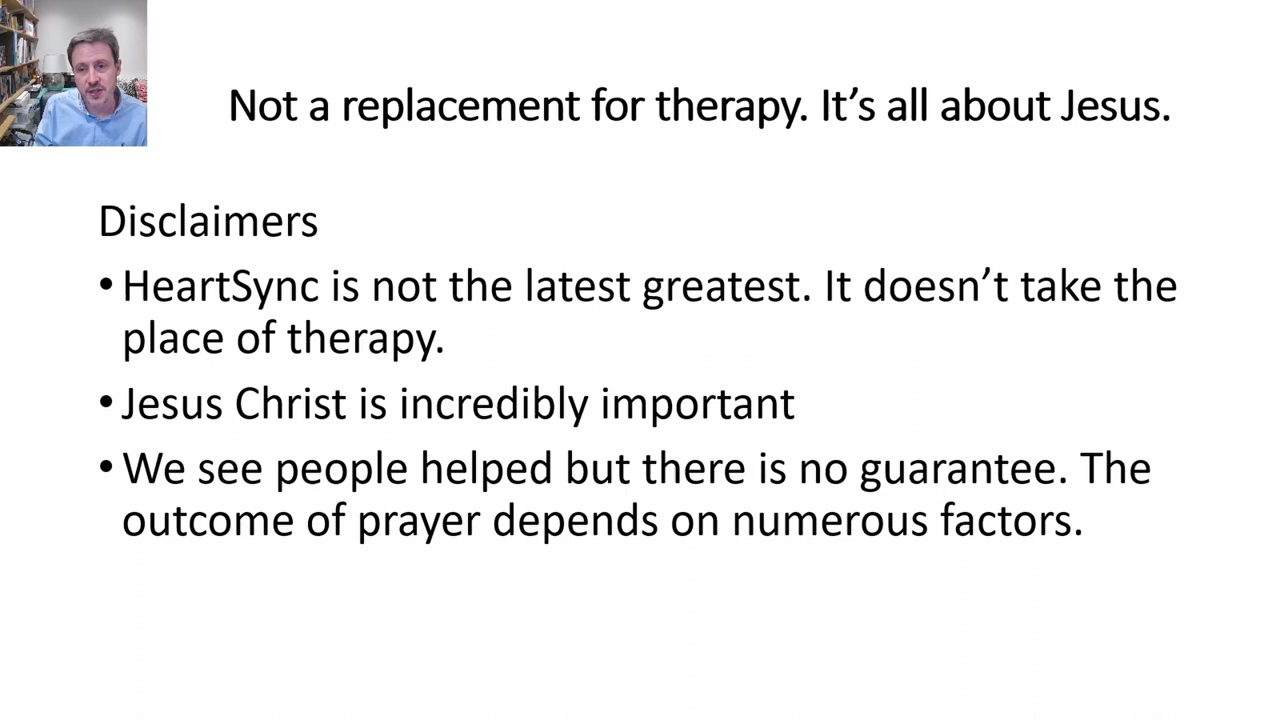 Not a replacement for therapy. It’s all about Jesus.
Disclaimers
• HeartSync is not the latest greatest. It doesn’t take the
place of therapy.
• Jesus Christ is incredibly important
• We see people helped but there is no guarantee. The
outcome of prayer depends on numerous factors.